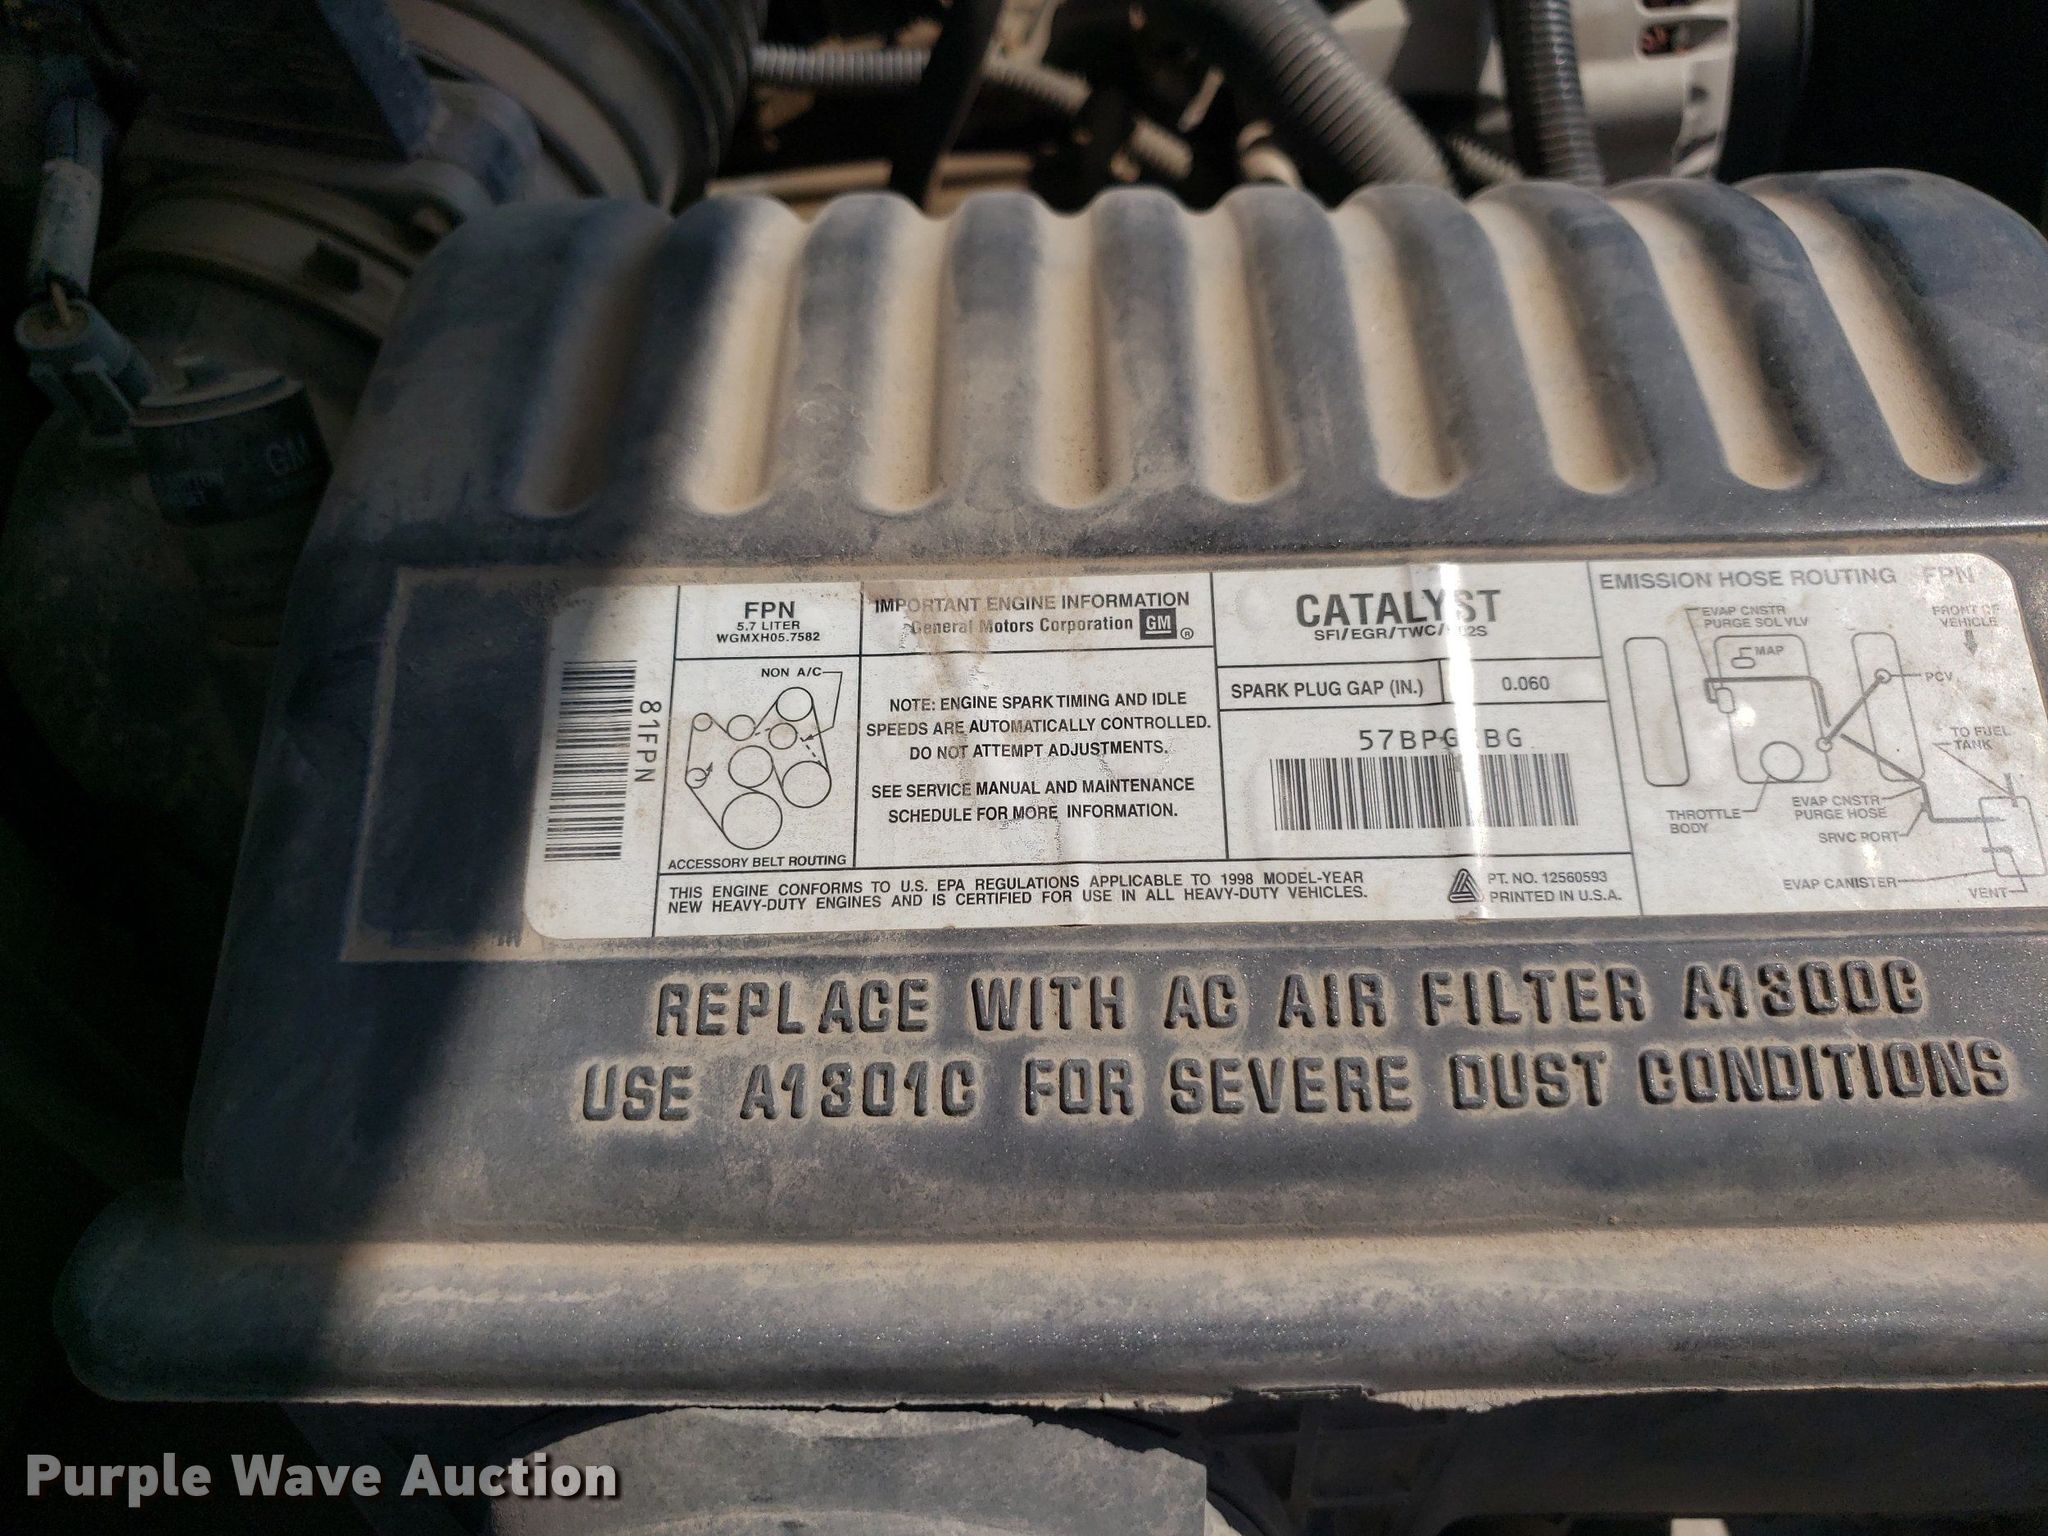 GM
81FPN
FPN
5.7 LITER
WGMXH05.7582
NON A/C
ACCESSORY BELT ROUTING
IMPORTANT ENGINE INFORMATION
General Motors Corporation GM ®
NOTE: ENGINE SPARK TIMING AND IDLE
SPEEDS ARE AUTOMATICALLY CONTROLLED.
DO NOT ATTEMPT ADJUSTMENTS.
SEE SERVICE MANUAL AND MAINTENANCE
SCHEDULE FOR MORE INFORMATION.
CATALYST
SFI/EGR/TWC/
SPARK PLUG GAP (IN.) 0.060
THIS ENGINE CONFORMS TO U.S. EPA REGULATIONS APPLICABLE TO 1998 MODEL-YEAR
NEW HEAVY-DUTY ENGINES AND IS CERTIFIED FOR USE IN ALL HEAVY-DUTY VEHICLES.
PT. NO. 12560593
PRINTED IN U.S.A.
EMISSION HOSE ROUTING FPN
EVAP CNSTR
PURGE SOL VLV
FRONT OF
VEHICLE
MAP
PCV
TO FUEL
TANK
THROTTLE
BODY
EVAP CNSTR
PURGE HOSE
SRVC PORT
EVAP CANISTER
VENT
REPLACE WITH AC AIR FILTER A1300C
USE A1301C FOR SEVERE DUST CONDITIONS
Purple Wave Auction